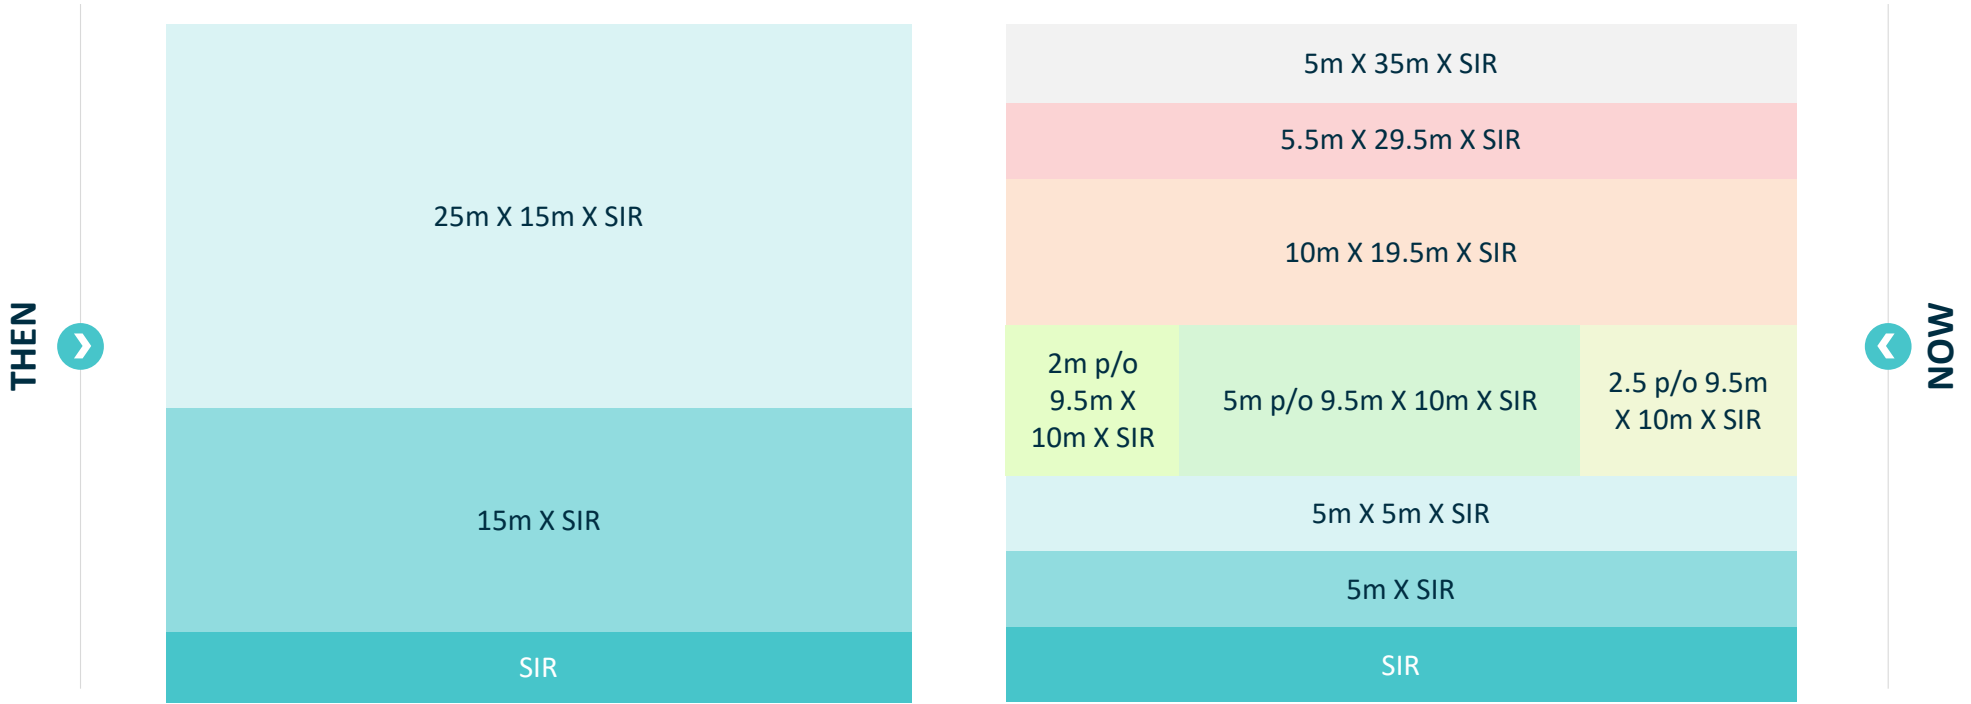 THEN
25m X 15m X SIR
15m X SIR
SIR
5m X 35m X SIR
5.5m X 29.5m X SIR
10m X 19.5m X SIR
2m p/o
9.5m X
10m X SIR
5m p/o 9.5m X 10m X SIR
2.5 p/o 9.5m
X 10m X SIR
5m X 5m X SIR
5m X SIR
SIR
NOW